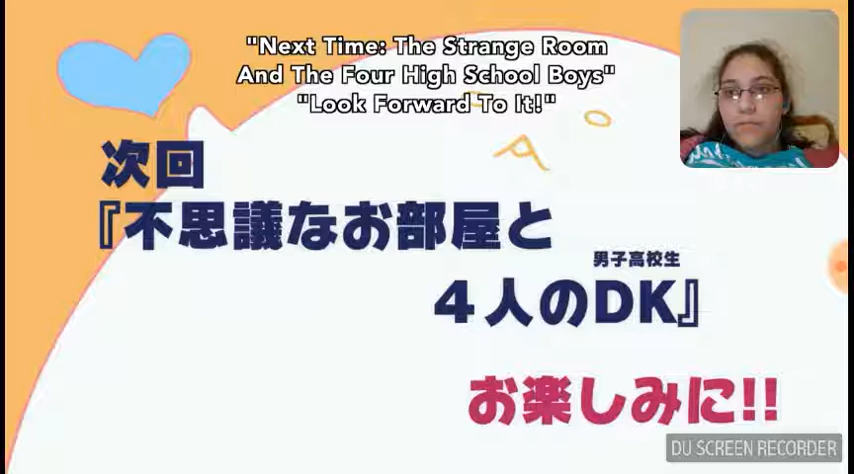 "Next Time: The Strange Room
And The Four High School Boys"
"Look Forward To It!"
次回
『不思議なお部屋と
男子高校生
4人のDK』
お楽しみに!!
DU SCREEN RECORDER